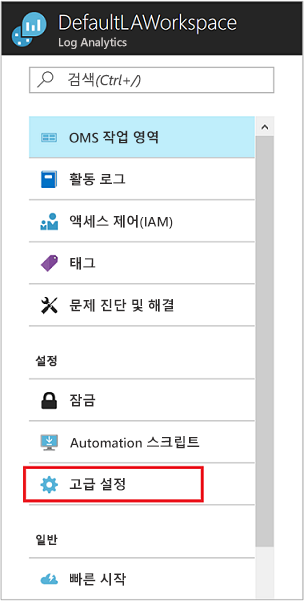 DefaultLAWorkspace
Log Analytics
검색(Ctrl+/)
OMS 작업 영역
활동 로그
액세스 제어(IAM)
태그
문제 진단 및 해결
설정
잠금
Automation 스크립트
고급 설정
일반
빠른 시작